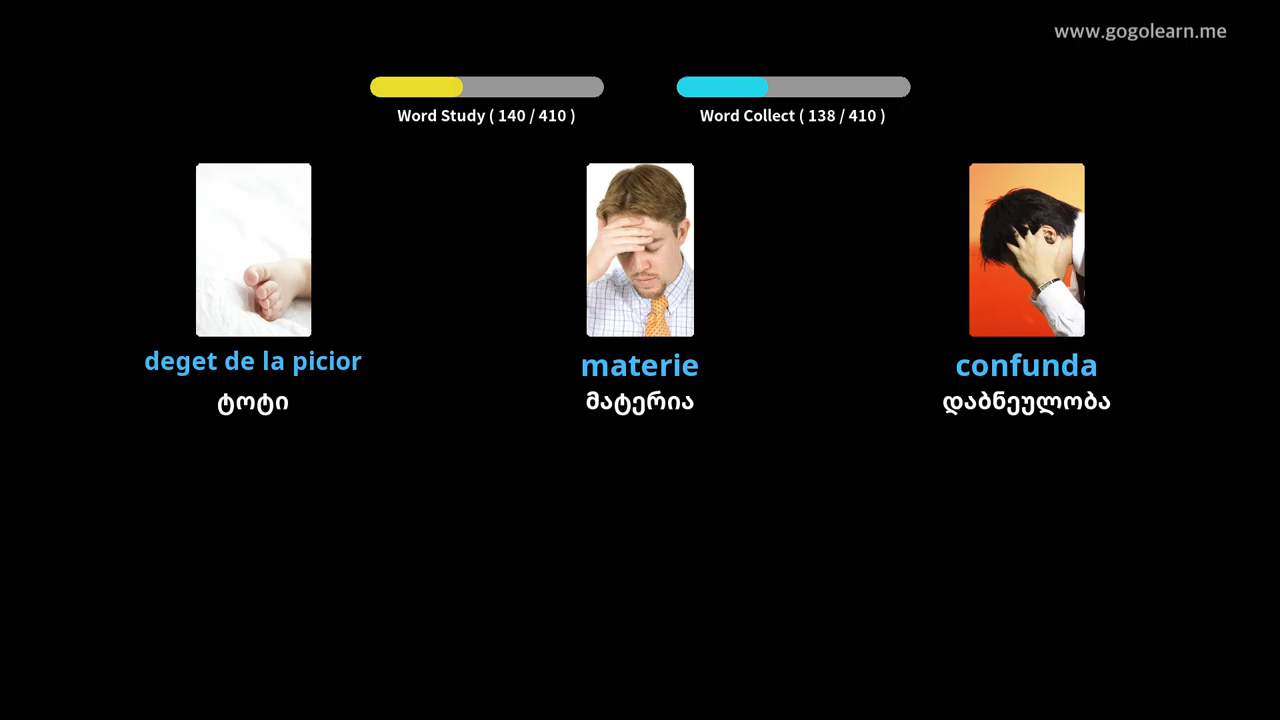 www.gogolearn.me
Word Study ( 140 / 410 )
Word Collect ( 138 / 410 )
deget de la picior
materie
confunda
ტოტი
მატერია
დაბნეულობა